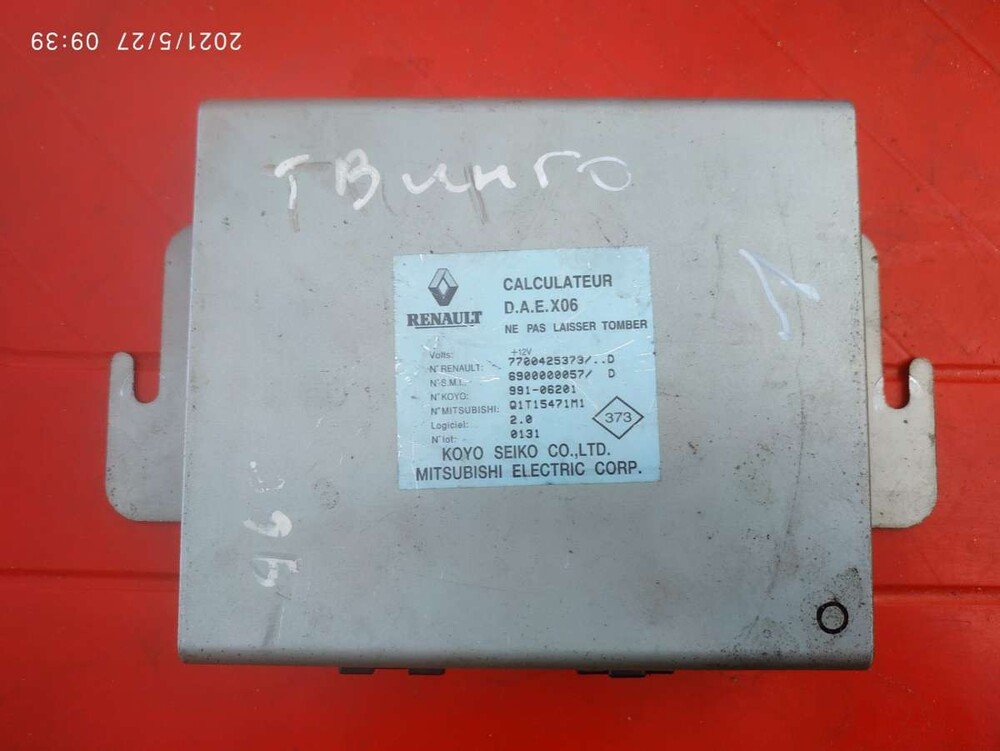 2021/5/27 09:39
Твинго
1
RENAULT
CALCULATEUR
D.A.E.X06
NE PAS LAISSER TOMBER
Volts: +12V
N° RENAULT: 7700425373/..D
N° S.M.I.: 6900000057/ D
N° KOYO: 991-06201
N° MITSUBISHI: Q1T15471M1
Logiciel: 2.0
N° lot: 0131
373
KOYO SEIKO CO.,LTD.
MITSUBISHI ELECTRIC CORP.